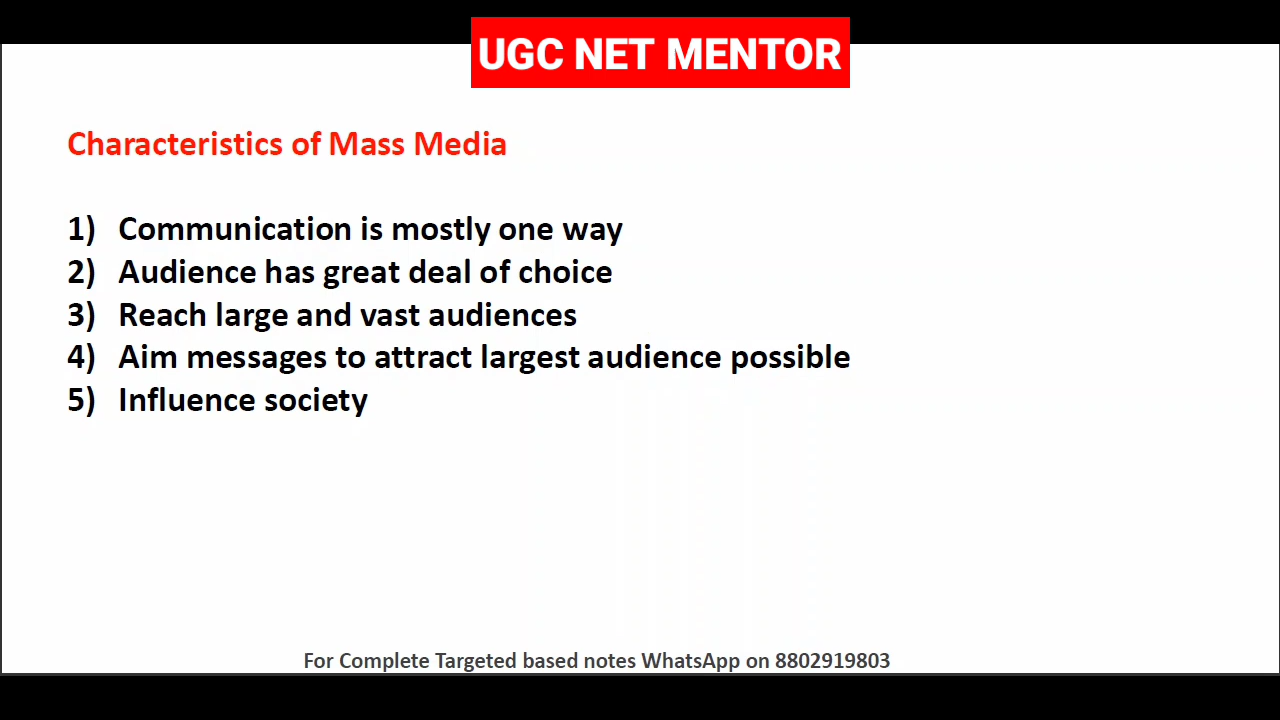 UGC NET MENTOR
Characteristics of Mass Media
1) Communication is mostly one way
2) Audience has great deal of choice
3) Reach large and vast audiences
4) Aim messages to attract largest audience possible
5) Influence society
For Complete Targeted based notes WhatsApp on 8802919803